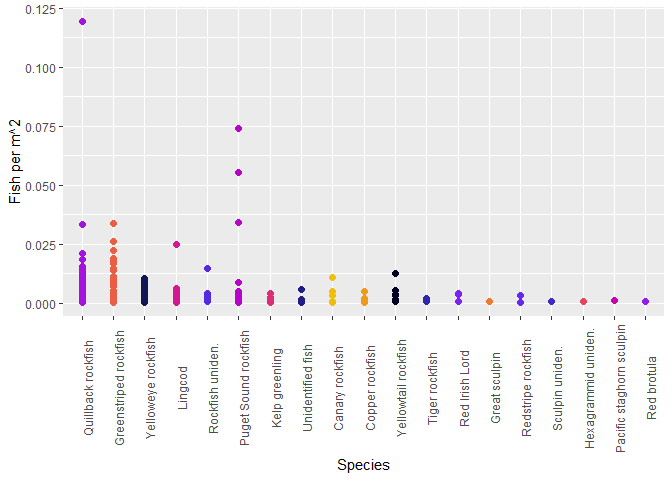 0.125
0.100
0.075
0.050
0.025
0.000
Fish per m^2
Quillback rockfish
Greenstriped rockfish
Yelloweye rockfish
Lingcod
Rockfish uniden.
Puget Sound rockfish
Kelp greenling
Unidentified fish
Canary rockfish
Copper rockfish
Yellowtail rockfish
Tiger rockfish
Red Irish Lord
Great sculpin
Redstripe rockfish
Sculpin uniden.
Hexagrammid uniden.
Pacific staghorn sculpin
Red brotula
Species